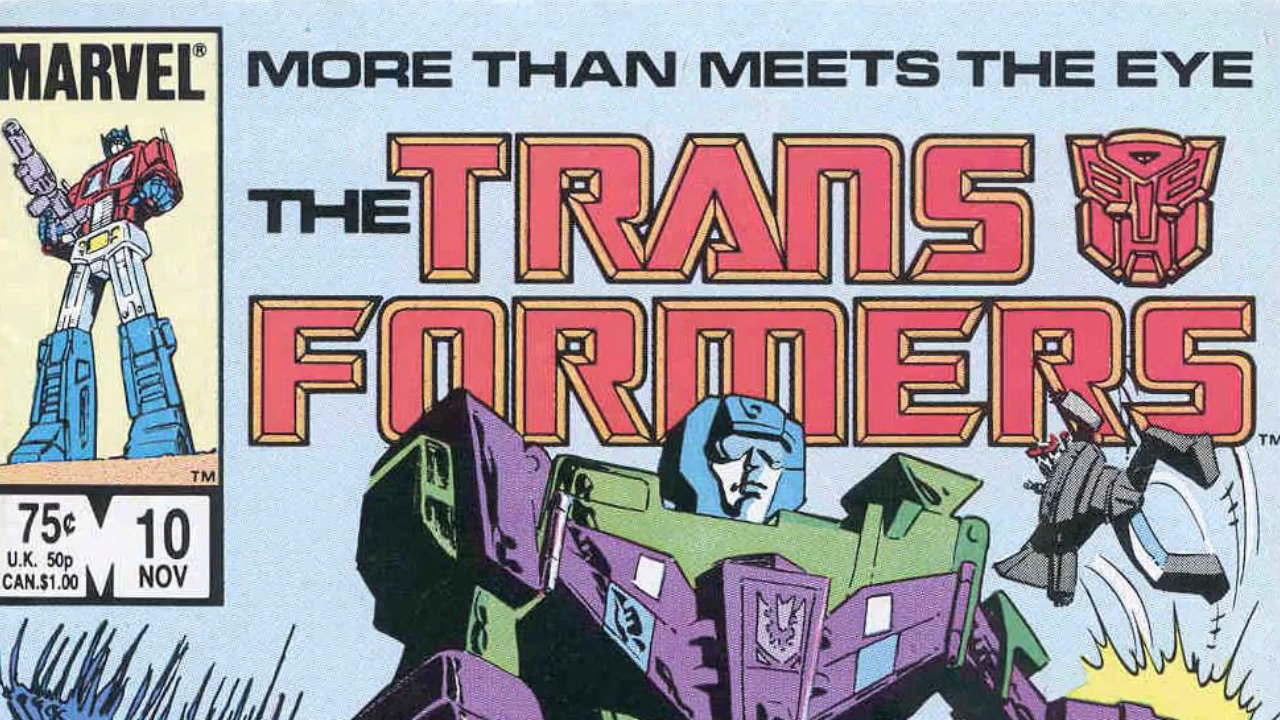 MARVEL®
MORE THAN MEETS THE EYE
THE TRANS
FORMERS
TM
TM
75¢
U.K. 50p
CAN.$1.00
10
NOV